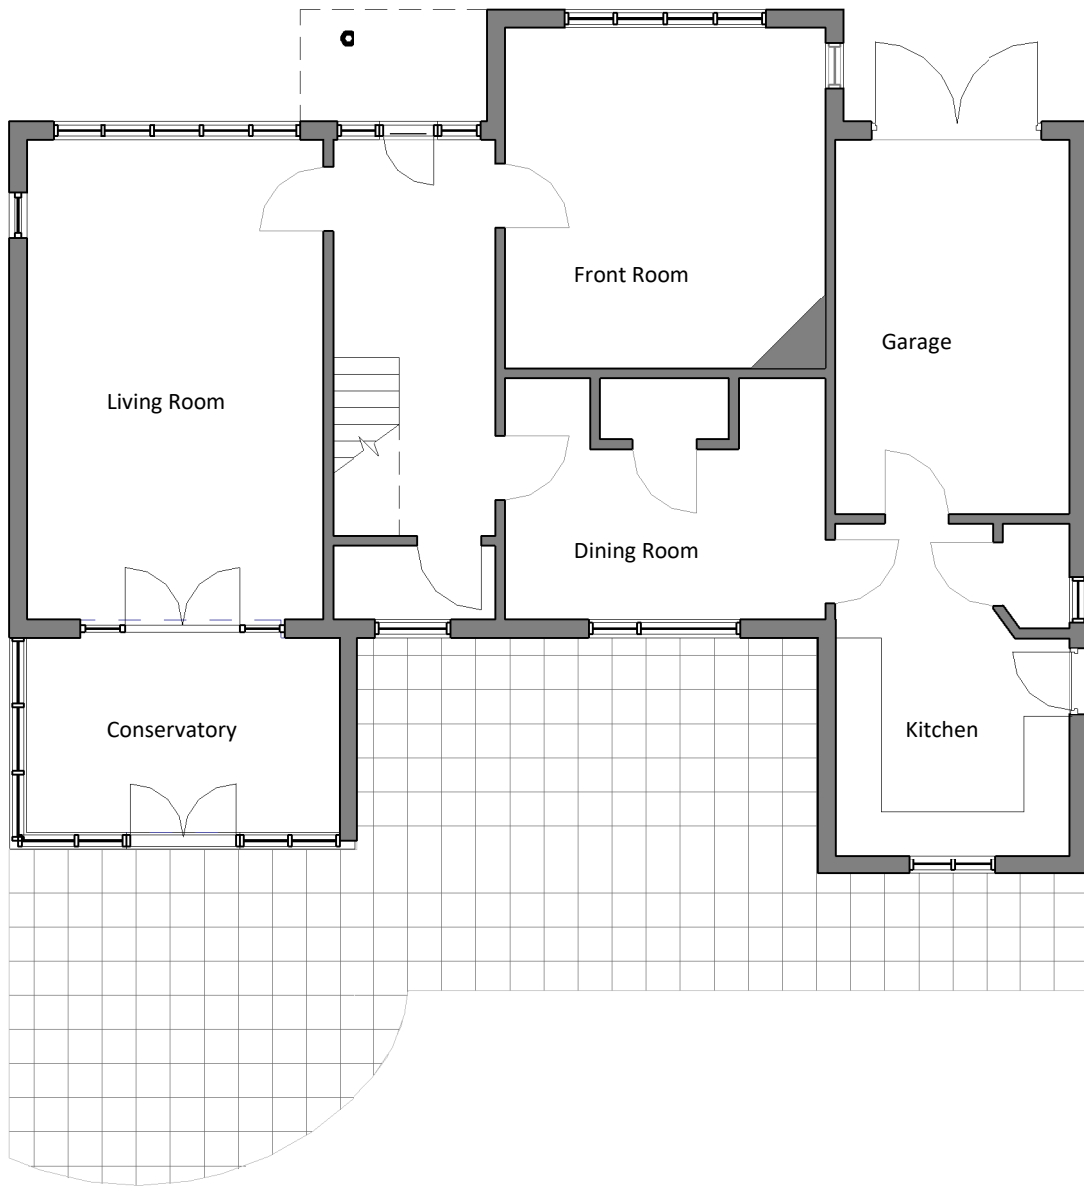 Front Room
Garage
Living Room
Dining Room
Conservatory
Kitchen